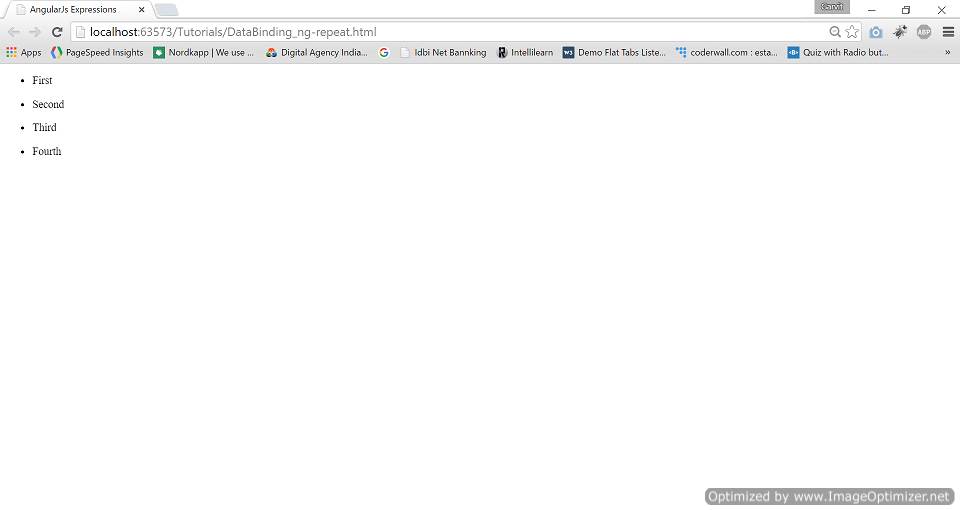 AngularJs Expressions
Garvit
localhost:63573/Tutorials/DataBinding_ng-repeat.html
Apps PageSpeed Insights Nordkapp | We use ... Digital Agency India... G Idbi Net Bannking Intellilearn W3 Demo Flat Tabs Liste... coderwall.com : esta... <B> Quiz with Radio but... »
ABP
• First
• Second
• Third
• Fourth
Optimized by www.ImageOptimizer.net